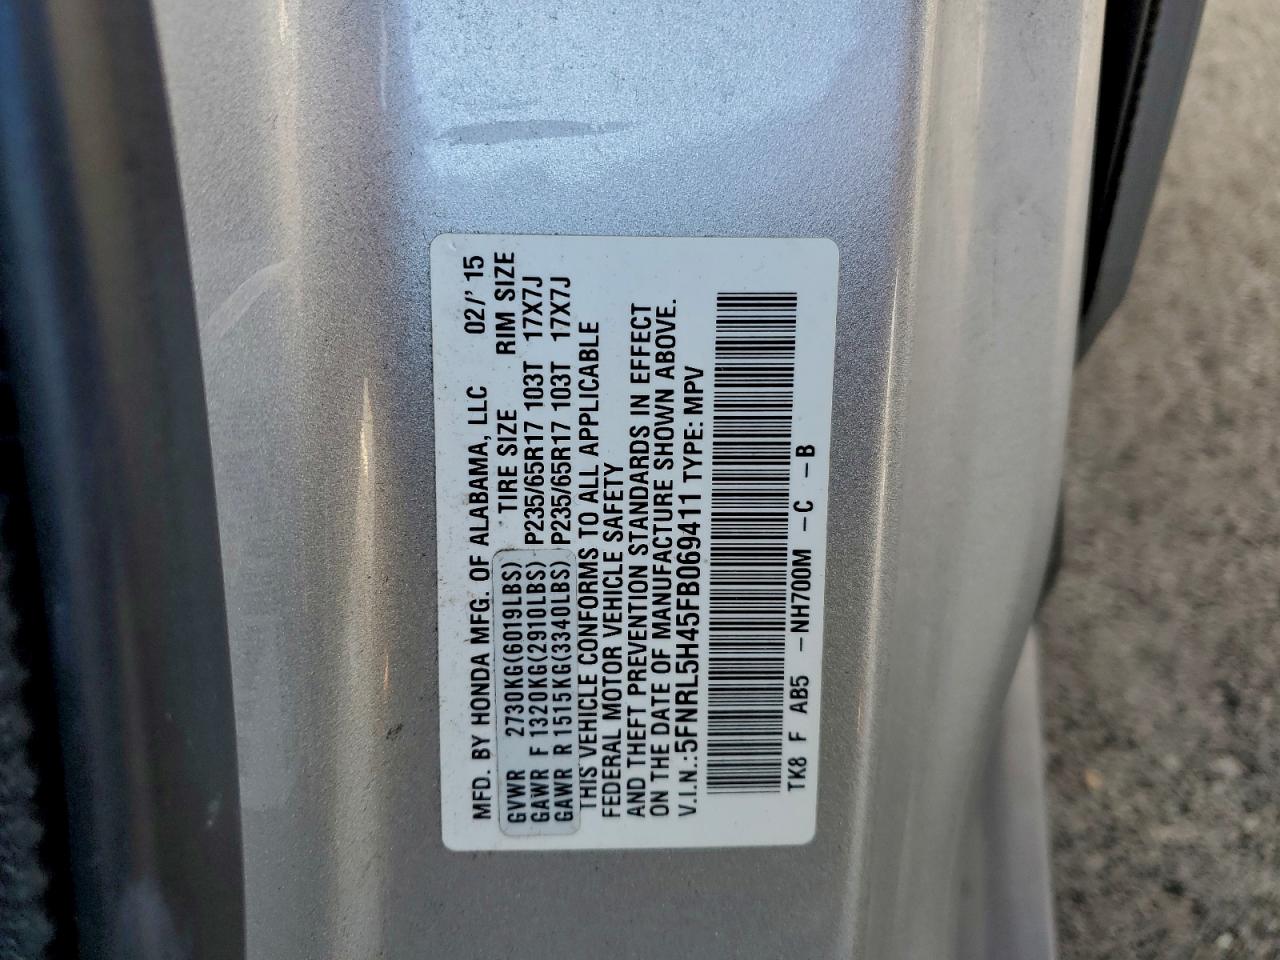 MFD. BY HONDA MFG. OF ALABAMA, LLC 02/' 15
TIRE SIZE RIM SIZE
GVWR 2730KG(6019LBS)
GAWR F 1320KG(2910LBS) P235/65R17 103T 17X7J
GAWR R 1515KG(3340LBS) P235/65R17 103T 17X7J
THIS VEHICLE CONFORMS TO ALL APPLICABLE
FEDERAL MOTOR VEHICLE SAFETY
AND THEFT PREVENTION STANDARDS IN EFFECT
ON THE DATE OF MANUFACTURE SHOWN ABOVE.
V.I.N.:5FNRL5H45FB069411 TYPE: MPV
TK8 F AB5 -NH700M -C -B